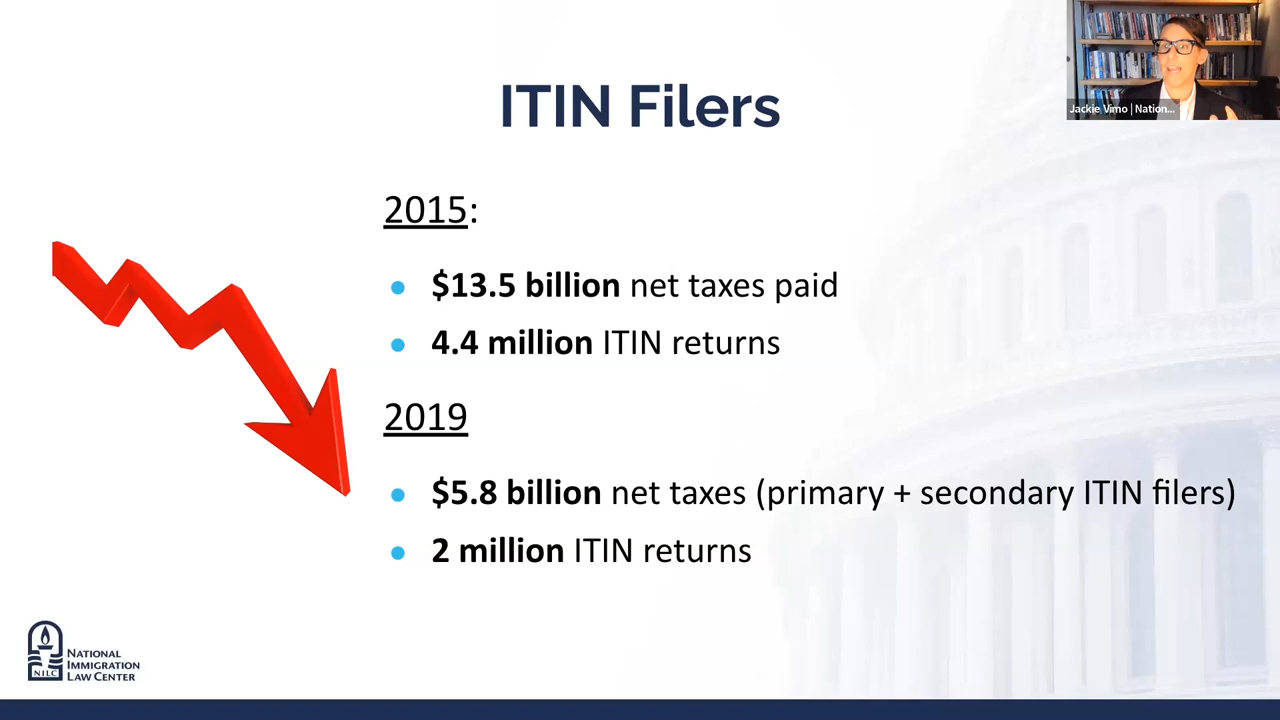 Jackie Vimo | Nation...
ITIN Filers
2015:
• $13.5 billion net taxes paid
• 4.4 million ITIN returns
2019
• $5.8 billion net taxes (primary + secondary ITIN filers)
• 2 million ITIN returns
NILC
NATIONAL
IMMIGRATION
LAW CENTER